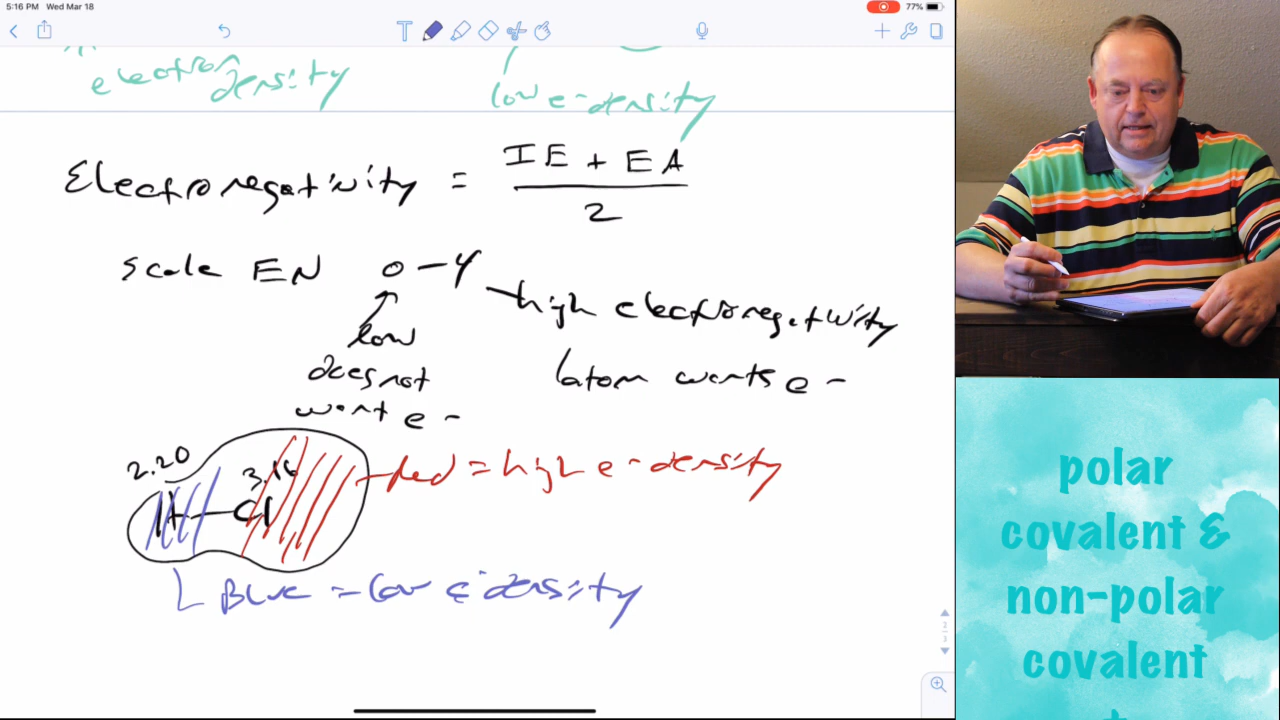 5:16 PM Wed Mar 18
77%
T
electron
density
low e-density
Electronegativity = IE + EA
2
scale EN 0-4
high electronegativity
low
does not
want e-
atom wants e-
2.20
3.16
H-Cl
Red = high e-density
Blue = low e-density
2
3
polar
covalent &
non-polar
covalent